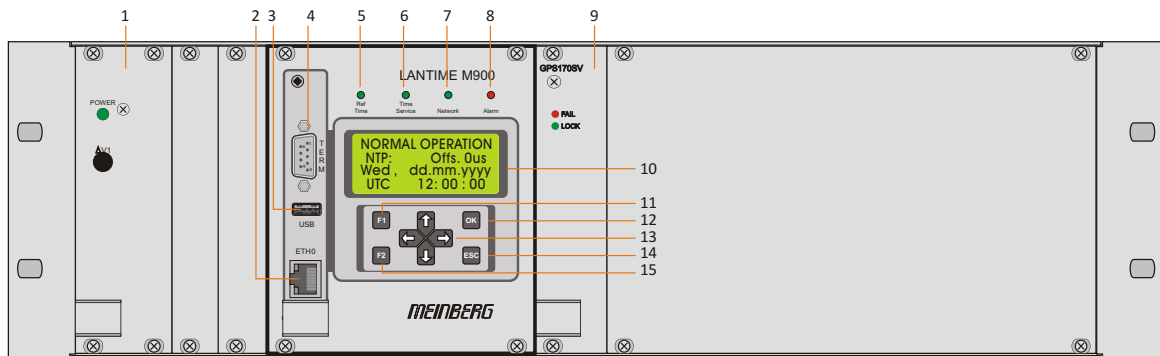 1
2
3
4
5
6
7
8
9
LANTIME M900
GPS170SV
POWER
ΔV1
TERM
Ref Time
Time Service
Network
Alarm
FAIL
LOCK
NORMAL OPERATION
NTP: Offs. 0us
Wed , dd.mm.yyyy
UTC 12: 00 : 00
10
USB
F1
OK
11
12
13
ETH0
F2
ESC
14
15
MEINBERG